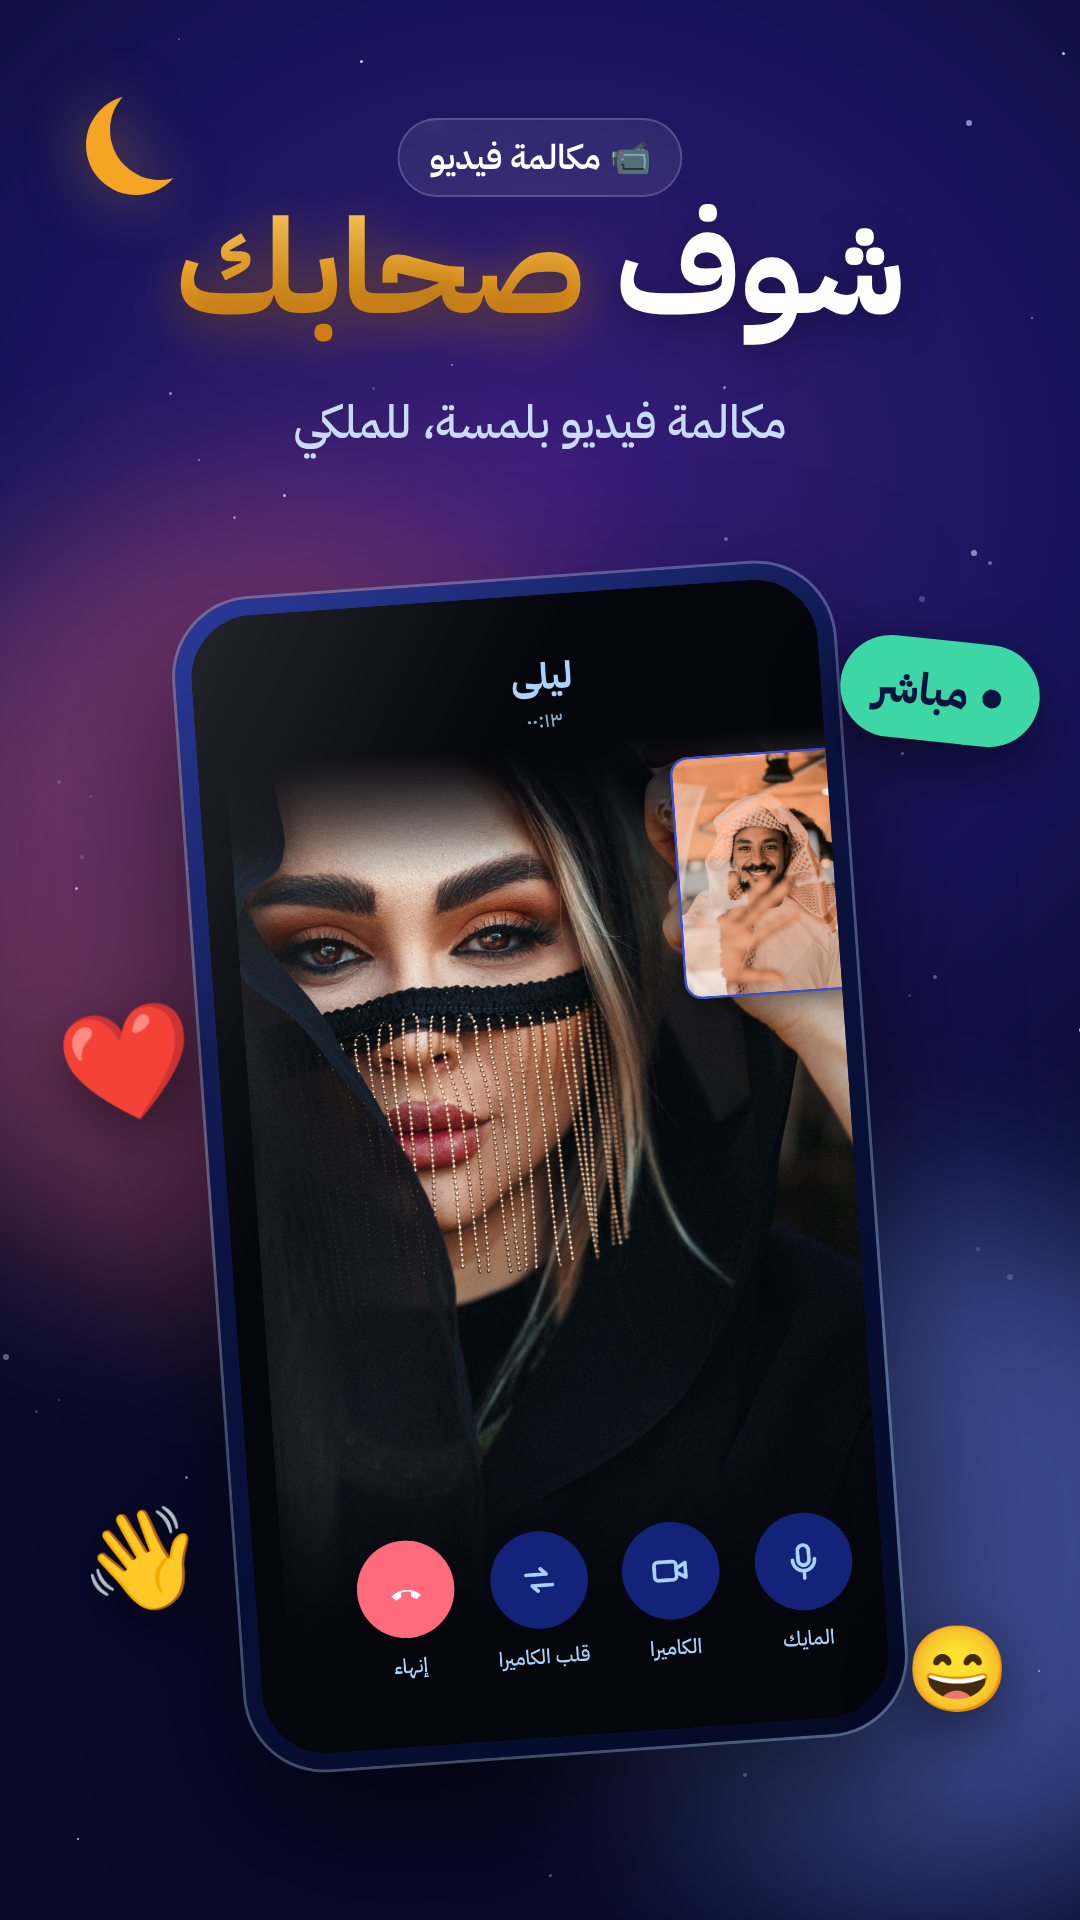 📹 مكالمة فيديو
شوف صحابك
مكالمة فيديو بلمسة، للملكي
● مباشر
ليلى
٠٠:١٣
المايك
الكاميرا
قلب الكاميرا
إنهاء